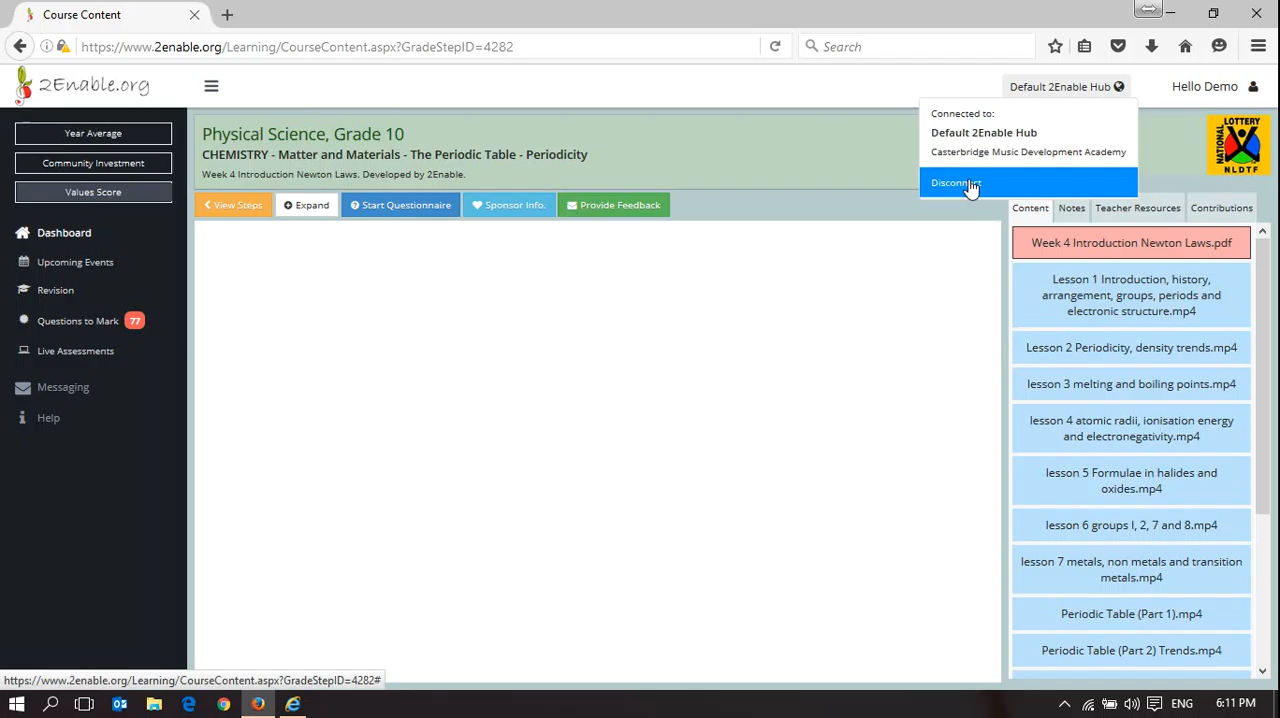 Course Content
https://www.2enable.org/Learning/CourseContent.aspx?GradeStepID=4282
Search
2Enable.org
Default 2Enable Hub
Hello Demo
Connected to:
Default 2Enable Hub
Casterbridge Music Development Academy
Disconnect
Year Average
Community Investment
Values Score
Dashboard
Upcoming Events
Revision
Questions to Mark 77
Live Assessments
Messaging
Help
Physical Science, Grade 10
CHEMISTRY - Matter and Materials - The Periodic Table - Periodicity
Week 4 Introduction Newton Laws. Developed by 2Enable.
NATIONAL LOTTERY
NLDTF
View Steps
Expand
Start Questionnaire
Sponsor Info.
Provide Feedback
Content
Notes
Teacher Resources
Contributions
Week 4 Introduction Newton Laws.pdf
Lesson 1 Introduction, history,
arrangement, groups, periods and
electronic structure.mp4
Lesson 2 Periodicity, density trends.mp4
lesson 3 melting and boiling points.mp4
lesson 4 atomic radii, ionisation energy
and electronegativity.mp4
lesson 5 Formulae in halides and
oxides.mp4
lesson 6 groups I, 2, 7 and 8.mp4
lesson 7 metals, non metals and transition
metals.mp4
Periodic Table (Part 1).mp4
Periodic Table (Part 2) Trends.mp4
https://www.2enable.org/Learning/CourseContent.aspx?GradeStepID=4282#
ENG
6:11 PM